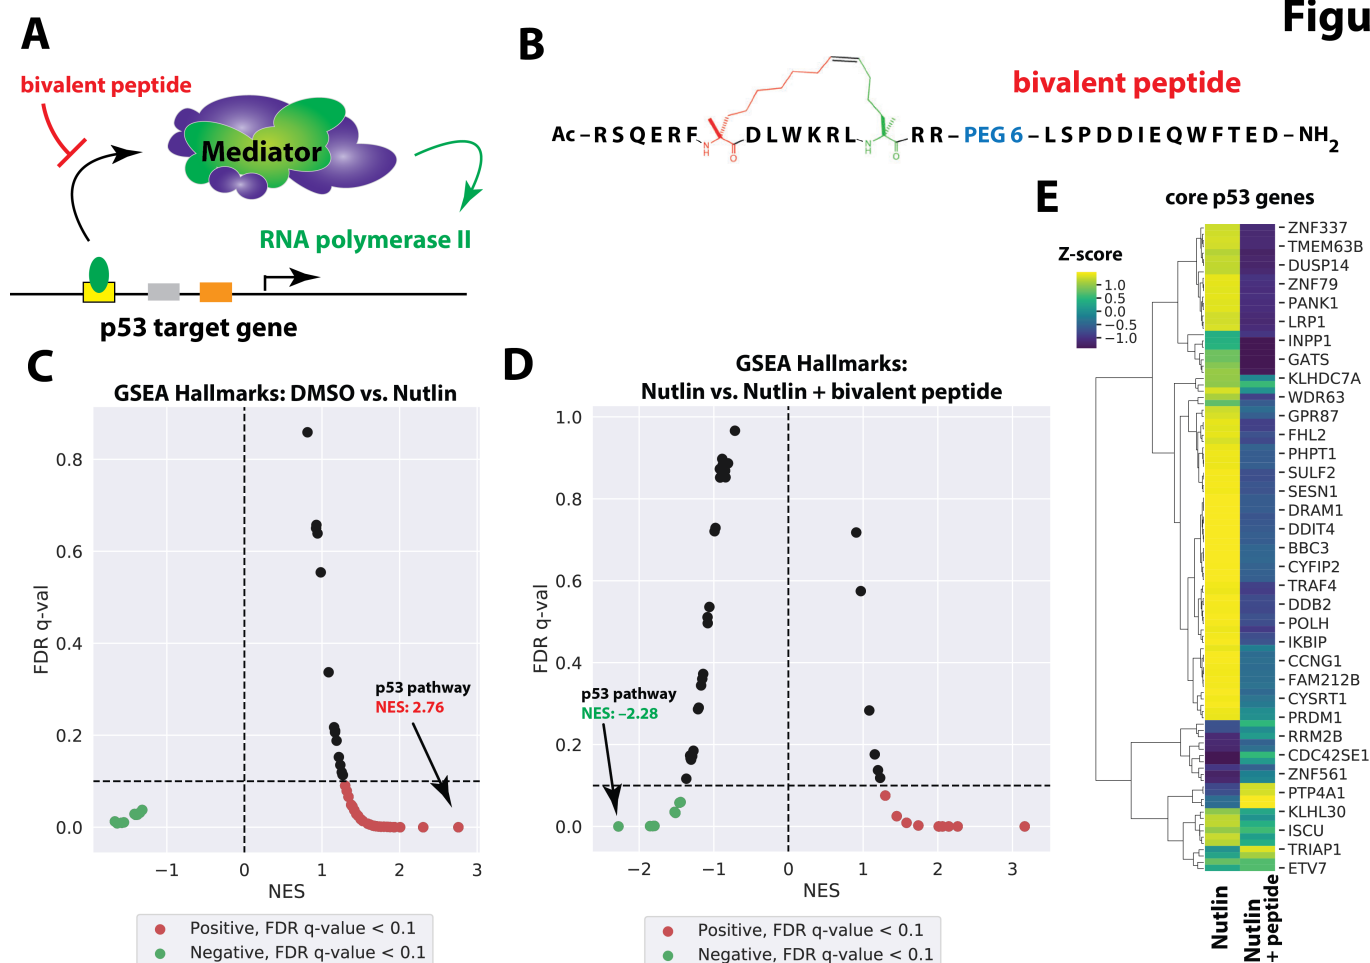 Figu
A
bivalent peptide
Mediator
RNA polymerase II
p53 target gene
B
bivalent peptide
Ac – R S Q E R F
HN
O
D L W K R L
HN
O
R R – PEG 6 – L S P D D I E Q W F T E D – NH2
C
GSEA Hallmarks: DMSO vs. Nutlin
FDR q-val
0.8
0.6
0.4
0.2
0.0
p53 pathway
NES: 2.76
−1
0
1
2
3
NES
Positive, FDR q-value < 0.1
Negative, FDR q-value < 0.1
D
GSEA Hallmarks:
Nutlin vs. Nutlin + bivalent peptide
FDR q-val
1.0
0.8
0.6
0.4
0.2
0.0
p53 pathway
NES: –2.28
−2
−1
0
1
2
3
NES
Positive, FDR q-value < 0.1
Negative, FDR q-value < 0.1
E
core p53 genes
Z-score
1.0
0.5
0.0
−0.5
−1.0
ZNF337
TMEM63B
DUSP14
ZNF79
PANK1
LRP1
INPP1
GATS
KLHDC7A
WDR63
GPR87
FHL2
PHPT1
SULF2
SESN1
DRAM1
DDIT4
BBC3
CYFIP2
TRAF4
DDB2
POLH
IKBIP
CCNG1
FAM212B
CYSRT1
PRDM1
RRM2B
CDC42SE1
ZNF561
PTP4A1
KLHL30
ISCU
TRIAP1
ETV7
Nutlin
Nutlin
+ peptide